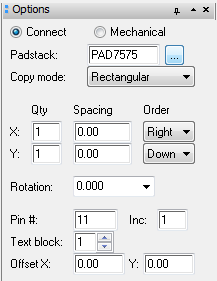 Options
Connect Mechanical
Padstack: PAD7575 ...
Copy mode: Rectangular
Qty Spacing Order
X: 1 0.00 Right
Y: 1 0.00 Down
Rotation: 0.000
Pin #: 11 Inc: 1
Text block: 1
Offset X: 0.00 Y: 0.00